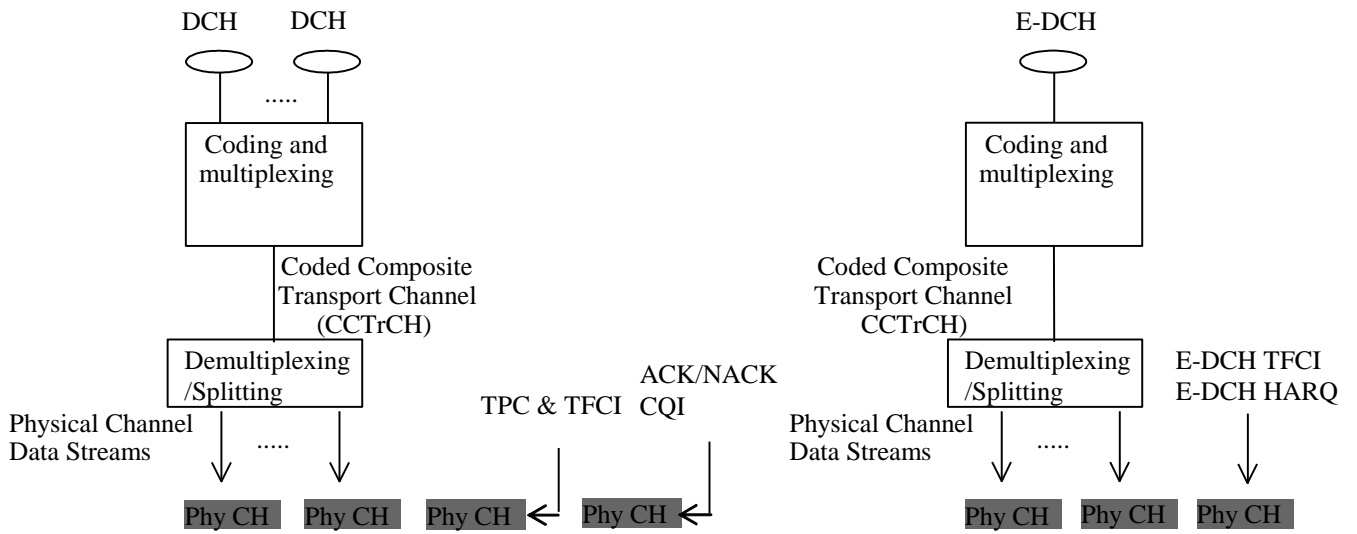 DCH DCH
.....
Coding and
multiplexing
Coded Composite
Transport Channel
(CCTrCH)
Demultiplexing
/Splitting
Physical Channel
Data Streams
.....
TPC & TFCI
ACK/NACK
CQI
Phy CH Phy CH Phy CH Phy CH
E-DCH
Coding and
multiplexing
Coded Composite
Transport Channel
CCTrCH)
Demultiplexing
/Splitting
Physical Channel
Data Streams
.....
E-DCH TFCI
E-DCH HARQ
Phy CH Phy CH Phy CH